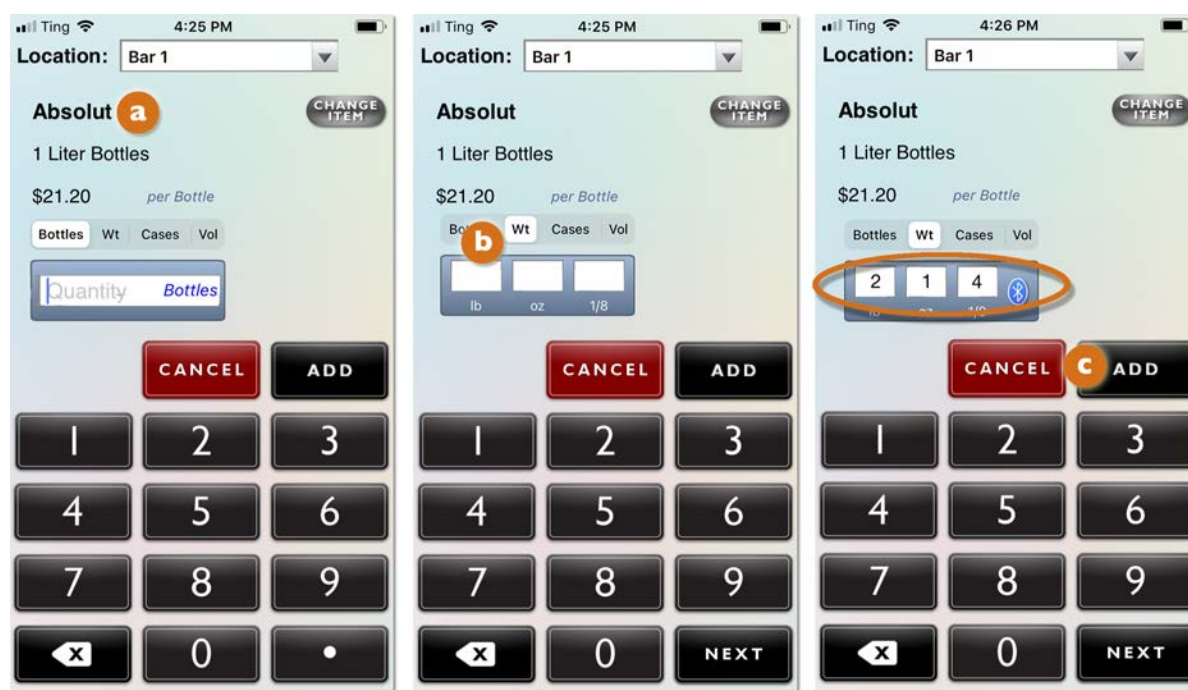 Ting 4:25 PM
Location: Bar 1
Absolut a CHANGE ITEM
1 Liter Bottles
$21.20 per Bottle
Bottles Wt Cases Vol
Quantity Bottles
CANCEL ADD
1 2 3
4 5 6
7 8 9
X 0 .
Ting 4:25 PM
Location: Bar 1
Absolut CHANGE ITEM
1 Liter Bottles
$21.20 per Bottle
b Wt Cases Vol
lb oz 1/8
CANCEL ADD
1 2 3
4 5 6
7 8 9
X 0 NEXT
Ting 4:26 PM
Location: Bar 1
Absolut CHANGE ITEM
1 Liter Bottles
$21.20 per Bottle
Bottles Wt Cases Vol
2 1 4
lb oz 1/8
CANCEL c ADD
1 2 3
4 5 6
7 8 9
X 0 NEXT